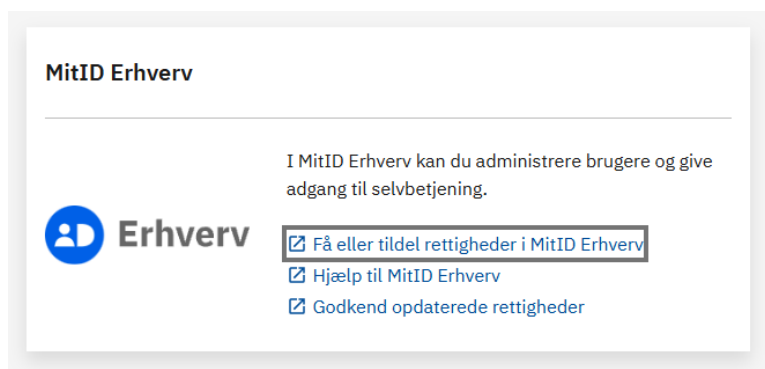 MitID Erhverv
I MitID Erhverv kan du administrere brugere og give
adgang til selvbetjening.
Erhverv
Få eller tildel rettigheder i MitID Erhverv
Hjælp til MitID Erhverv
Godkend opdaterede rettigheder